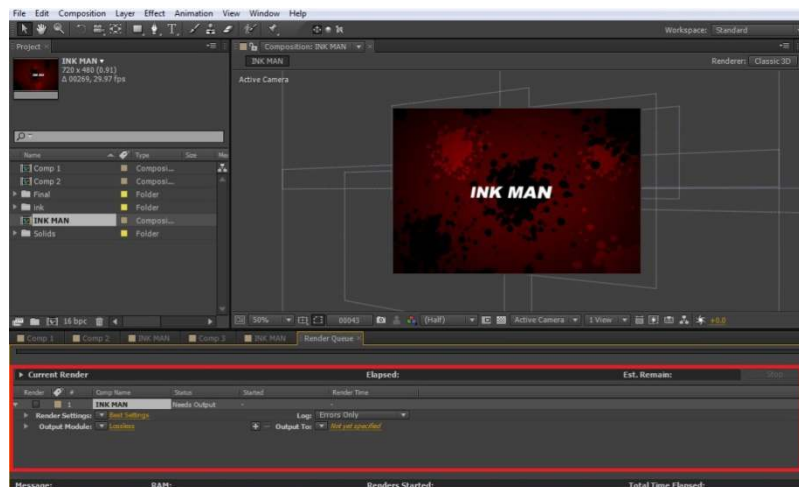 File Edit Composition Layer Effect Animation View Window Help
Workspace: Standard
Project
Composition: INK MAN
INK MAN
720 x 480 (0.91)
Δ 00269, 29.97 fps
INK MAN
Renderer: Classic 3D
Active Camera
INK MAN
Name Type Size
Comp 1 Composi...
Comp 2 Composi...
Final Folder
Ink Folder
INK MAN Composi...
Solids Folder
16 bpc
50% 00043 (Half) Active Camera 1 View +0.0
Comp 1 Comp 2 INK MAN Comp 3 INK MAN Render Queue
Current Render Elapsed: Est. Remain: Stop
Render # Comp Name Status Started Render Time
1 INK MAN Needs Output - -
Render Settings: Best Settings Log: Errors Only
Output Module: Lossless + Output To: Not yet specified
Message: RAM: Renders Started: Total Time Elapsed: